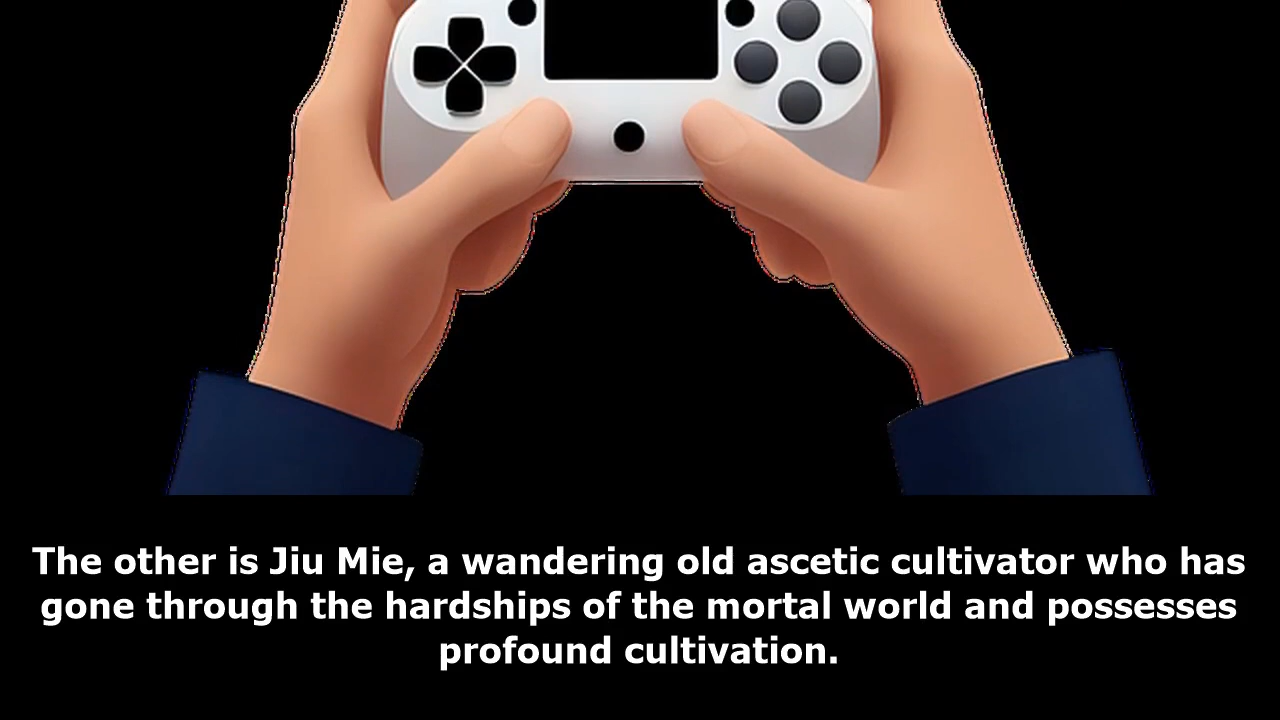 The other is Jiu Mie, a wandering old ascetic cultivator who has
gone through the hardships of the mortal world and possesses
profound cultivation.